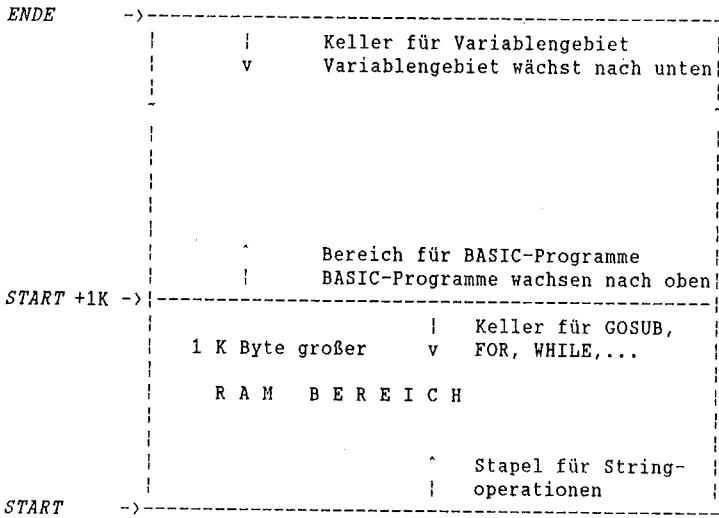 ENDE ->
Keller für Variablengebiet
v Variablengebiet wächst nach unten
^ Bereich für BASIC-Programme
BASIC-Programme wachsen nach oben
START +1K ->
Keller für GOSUB,
1 K Byte großer v FOR, WHILE,...
R A M B E R E I C H
^ Stapel für String-
operationen
START ->